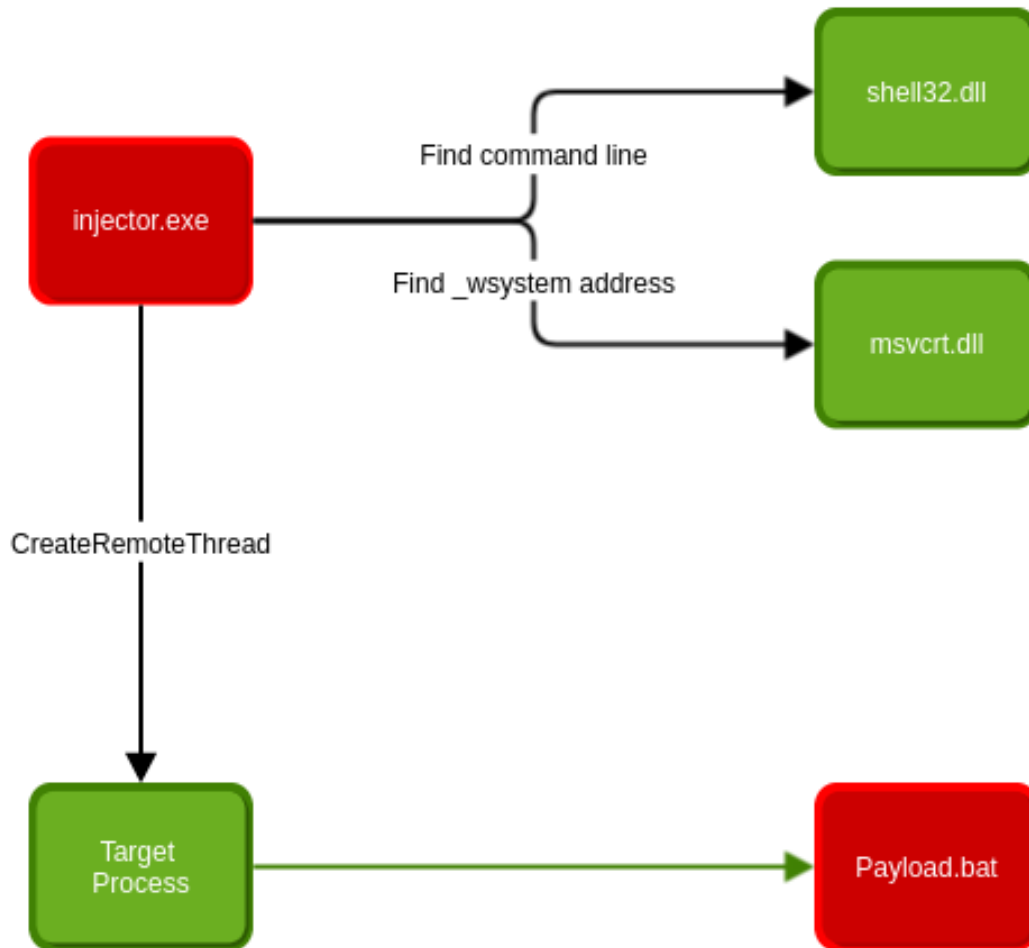 shell32.dll
Find command line
injector.exe
Find _wsystem address
msvcrt.dll
CreateRemoteThread
Target
Process
Payload.bat